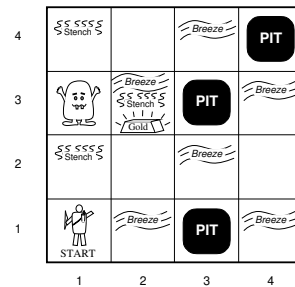 4 Stench Breeze PIT
3 Breeze Stench Gold PIT Breeze
2 Stench Breeze
1 START Breeze PIT Breeze
1 2 3 4